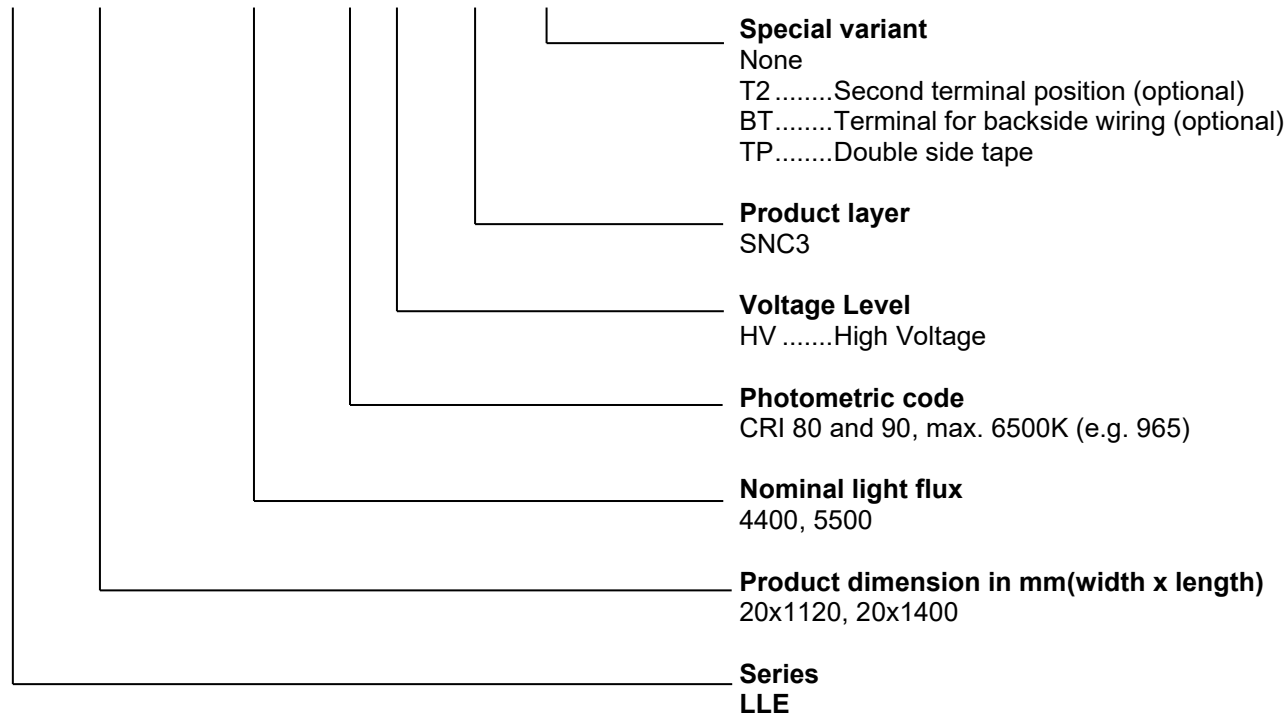 Special variant
None
T2 ........Second terminal position (optional)
BT........Terminal for backside wiring (optional)
TP........Double side tape
Product layer
SNC3
Voltage Level
HV .......High Voltage
Photometric code
CRI 80 and 90, max. 6500K (e.g. 965)
Nominal light flux
4400, 5500
Product dimension in mm(width x length)
20x1120, 20x1400
Series
LLE